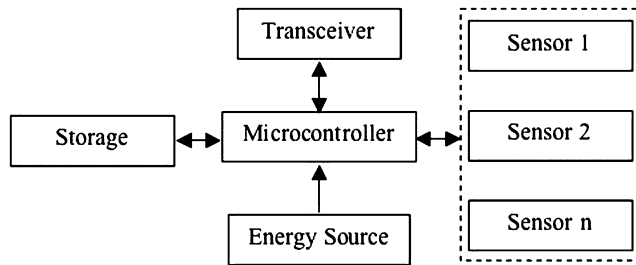 Transceiver
Sensor 1
Storage
Microcontroller
Sensor 2
Energy Source
Sensor n